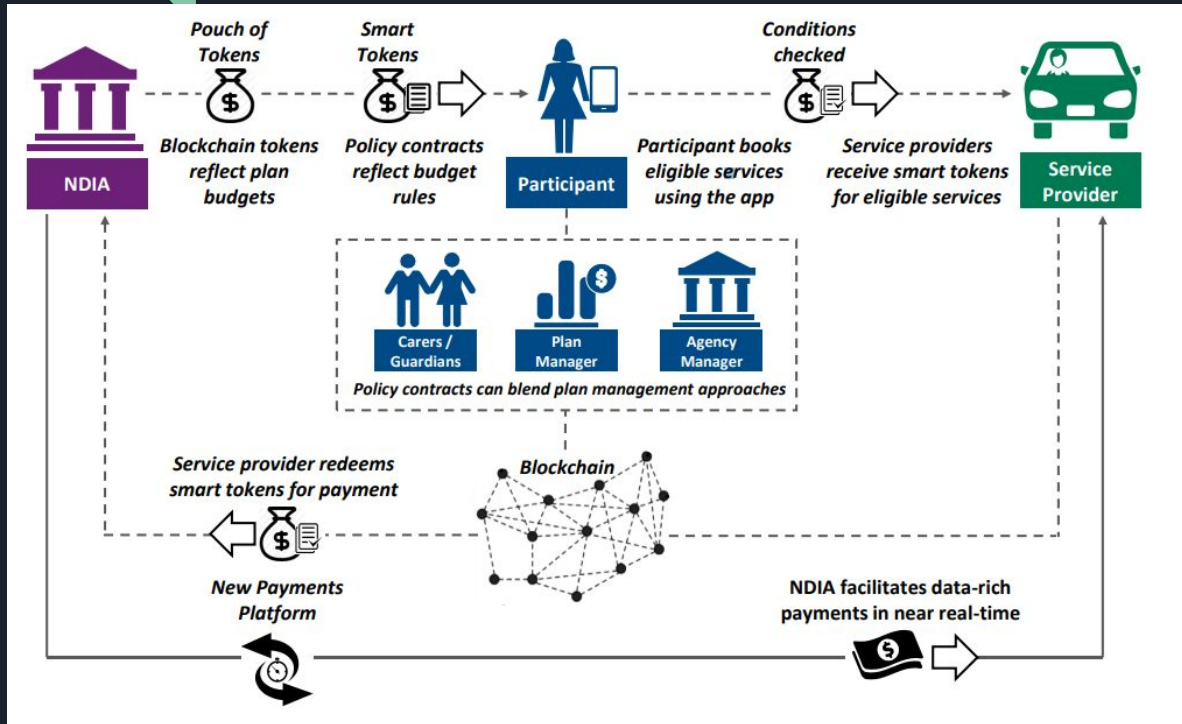 Pouch of
Tokens
Smart
Tokens
Conditions
checked
$
$
$
NDIA
Blockchain tokens
reflect plan
budgets
Policy contracts
reflect budget
rules
Participant
Participant books
eligible services
using the app
Service providers
receive smart tokens
for eligible services
Service
Provider
$
Carers /
Guardians
Plan
Manager
Agency
Manager
Policy contracts can blend plan management approaches
Service provider redeems
smart tokens for payment
Blockchain
$
New Payments
Platform
NDIA facilitates data-rich
payments in near real-time
$